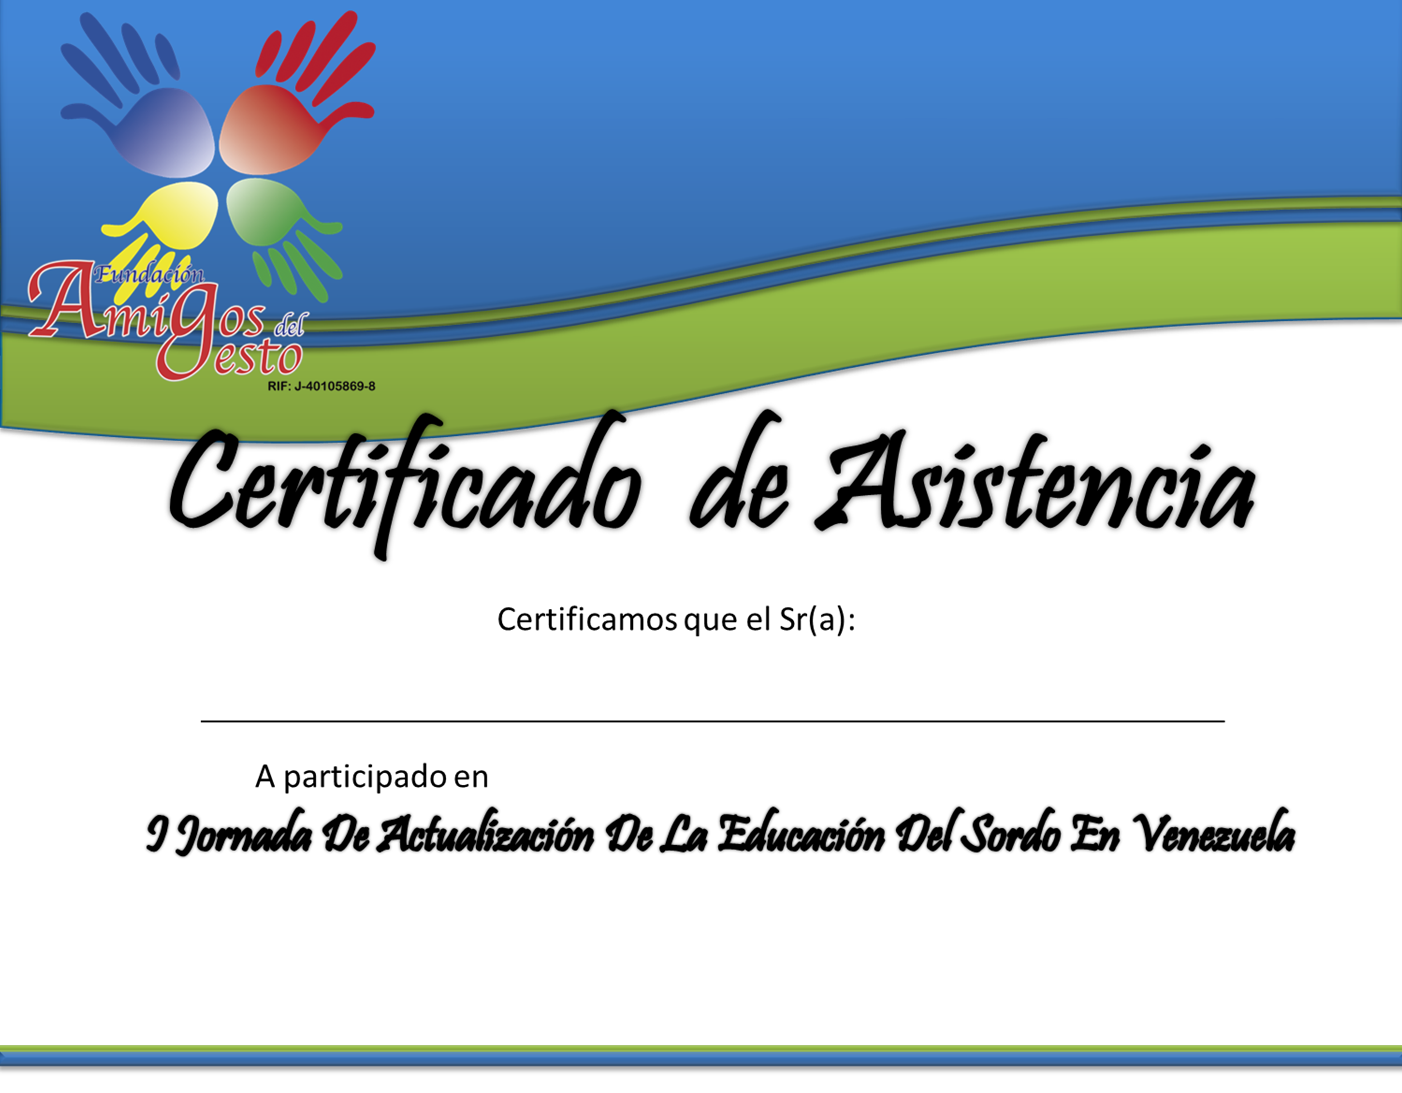 Fundación
Amigos del
Gesto
RIF: J-40105869-8
Certificado de Asistencia
Certificamos que el Sr(a):
A participado en
I Jornada De Actualización De La Educación Del Sordo En Venezuela